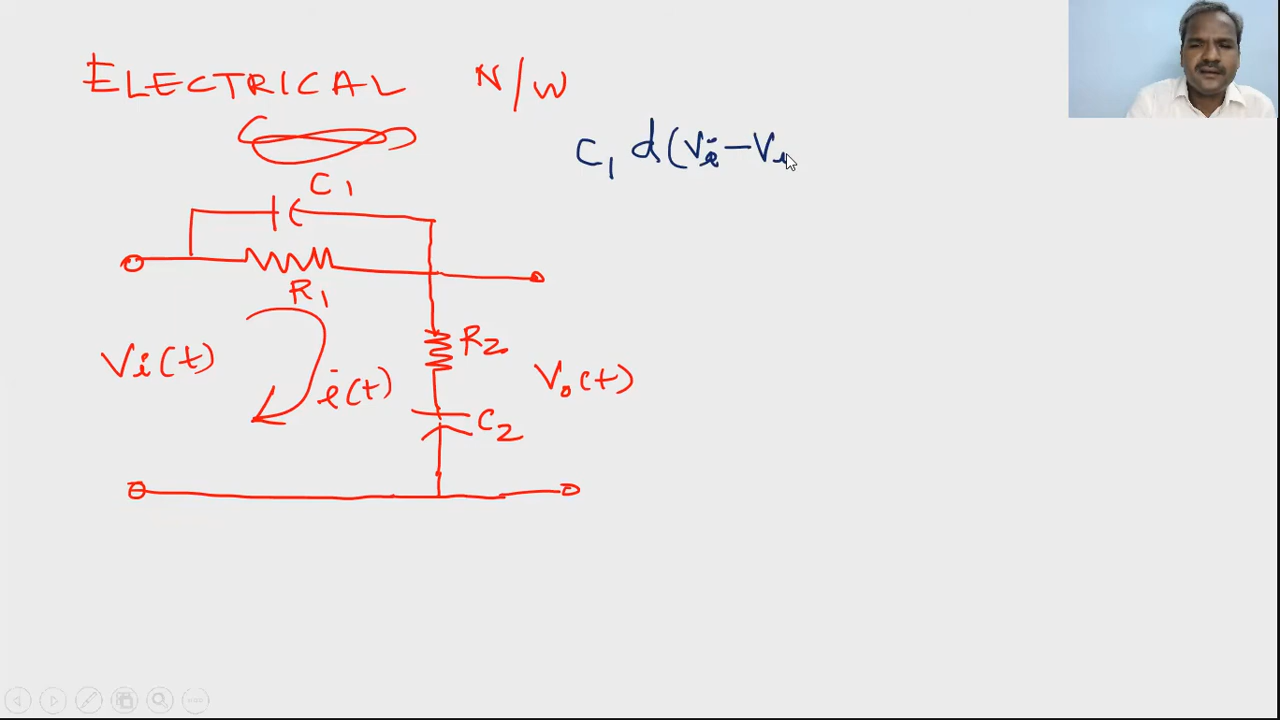 ELECTRICAL N/W
C1 d(Vi-V
C1
R1
R2
Vi(t)
i(t)
Vo(t)
C2